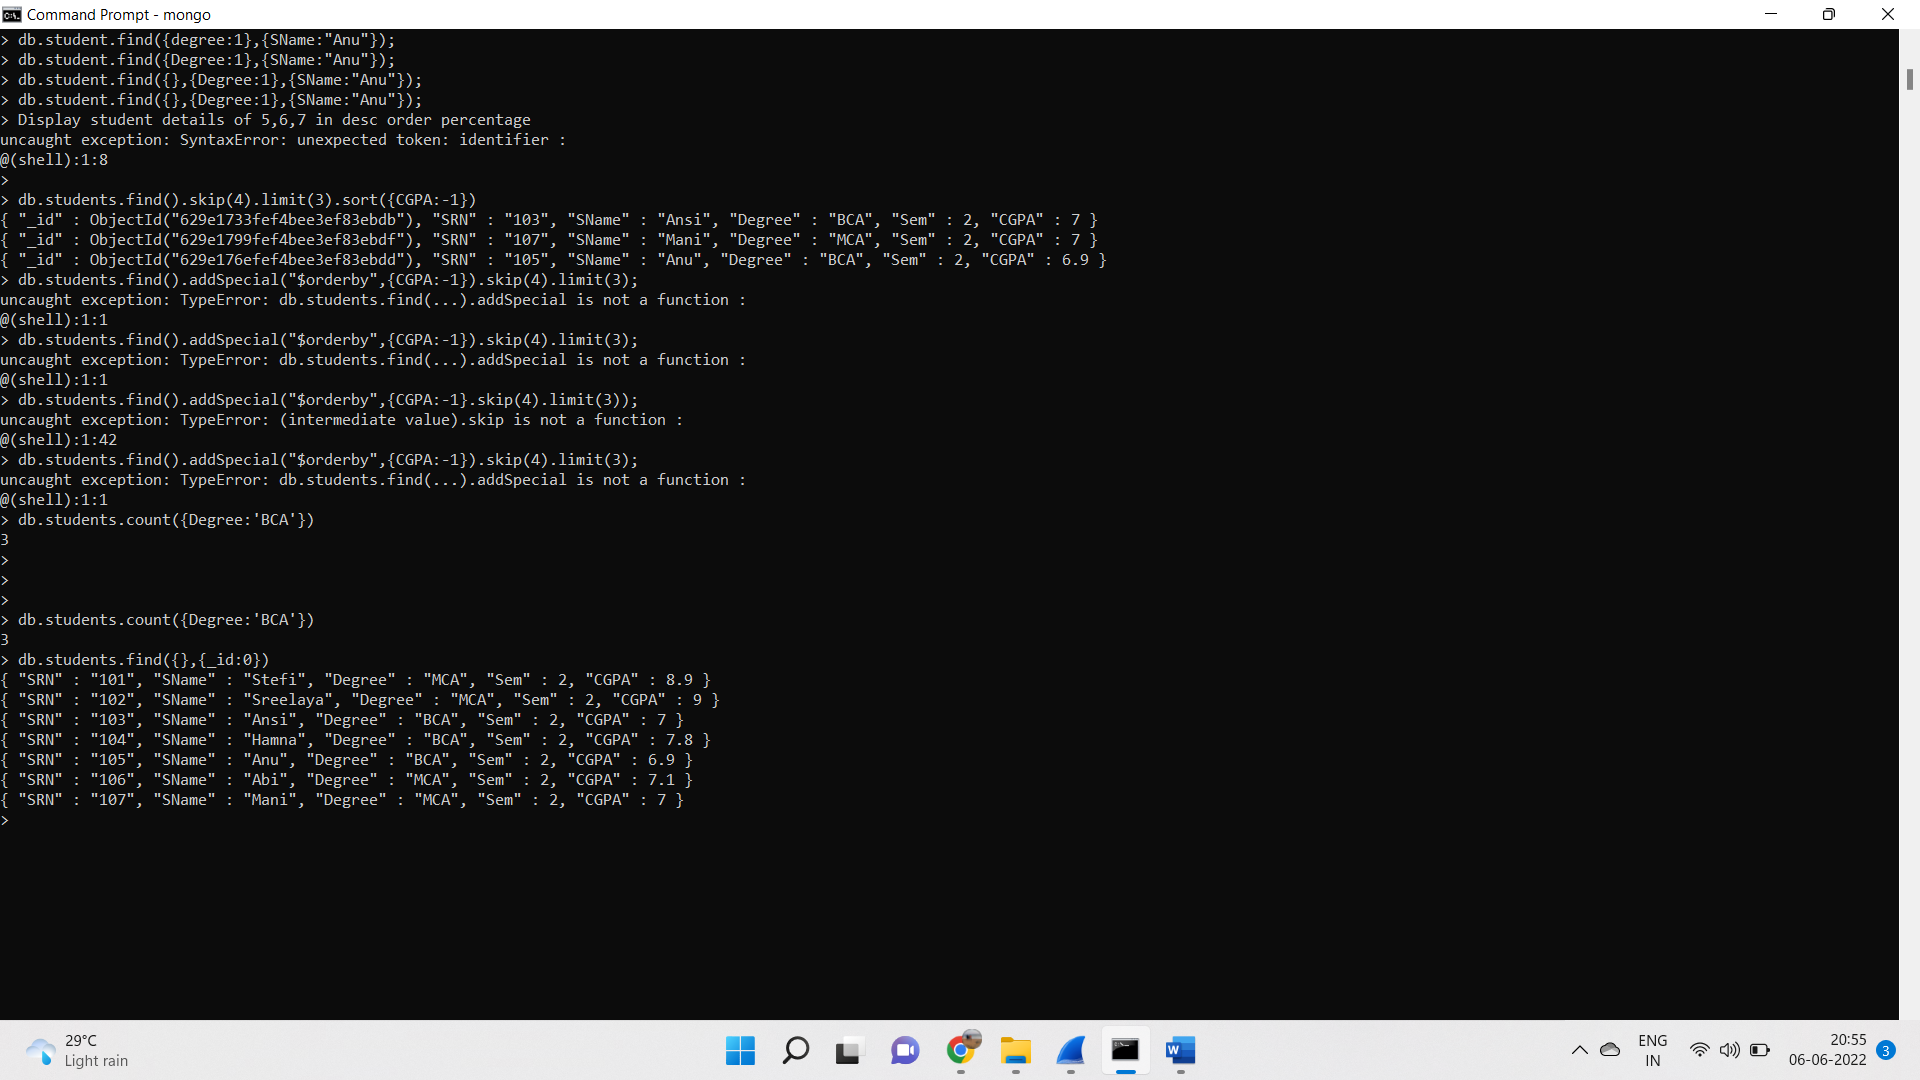 Command Prompt - mongo
> db.student.find({degree:1},{SName:"Anu"});
> db.student.find({Degree:1},{SName:"Anu"});
> db.student.find({},{Degree:1},{SName:"Anu"});
> db.student.find({},{Degree:1},{SName:"Anu"});
> Display student details of 5,6,7 in desc order percentage
uncaught exception: SyntaxError: unexpected token: identifier :
@(shell):1:8
>
> db.students.find().skip(4).limit(3).sort({CGPA:-1})
{ "_id" : ObjectId("629e1733fef4bee3ef83ebdb"), "SRN" : "103", "SName" : "Ansi", "Degree" : "BCA", "Sem" : 2, "CGPA" : 7 }
{ "_id" : ObjectId("629e1799fef4bee3ef83ebdf"), "SRN" : "107", "SName" : "Mani", "Degree" : "MCA", "Sem" : 2, "CGPA" : 7 }
{ "_id" : ObjectId("629e176efef4bee3ef83ebdd"), "SRN" : "105", "SName" : "Anu", "Degree" : "BCA", "Sem" : 2, "CGPA" : 6.9 }
> db.students.find().addSpecial("$orderby",{CGPA:-1}).skip(4).limit(3);
uncaught exception: TypeError: db.students.find(...).addSpecial is not a function :
@(shell):1:1
> db.students.find().addSpecial("$orderby",{CGPA:-1}).skip(4).limit(3);
uncaught exception: TypeError: db.students.find(...).addSpecial is not a function :
@(shell):1:1
> db.students.find().addSpecial("$orderby",{CGPA:-1}.skip(4).limit(3));
uncaught exception: TypeError: (intermediate value).skip is not a function :
@(shell):1:42
> db.students.find().addSpecial("$orderby",{CGPA:-1}).skip(4).limit(3);
uncaught exception: TypeError: db.students.find(...).addSpecial is not a function :
@(shell):1:1
> db.students.count({Degree:'BCA'})
3
>
>
>
> db.students.count({Degree:'BCA'})
3
> db.students.find({},{_id:0})
{ "SRN" : "101", "SName" : "Stefi", "Degree" : "MCA", "Sem" : 2, "CGPA" : 8.9 }
{ "SRN" : "102", "SName" : "Sreelaya", "Degree" : "MCA", "Sem" : 2, "CGPA" : 9 }
{ "SRN" : "103", "SName" : "Ansi", "Degree" : "BCA", "Sem" : 2, "CGPA" : 7 }
{ "SRN" : "104", "SName" : "Hamna", "Degree" : "BCA", "Sem" : 2, "CGPA" : 7.8 }
{ "SRN" : "105", "SName" : "Anu", "Degree" : "BCA", "Sem" : 2, "CGPA" : 6.9 }
{ "SRN" : "106", "SName" : "Abi", "Degree" : "MCA", "Sem" : 2, "CGPA" : 7.1 }
{ "SRN" : "107", "SName" : "Mani", "Degree" : "MCA", "Sem" : 2, "CGPA" : 7 }
>
29°C
Light rain
W
ENG
IN
20:55
06-06-2022
3